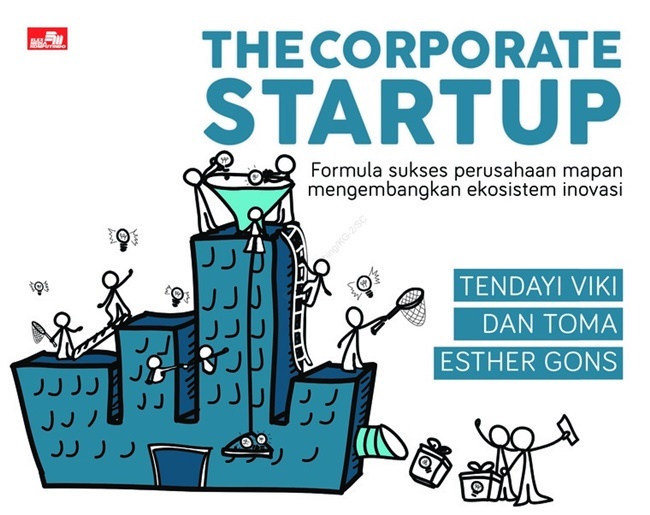 THE CORPORATE
STARTUP
Formula sukses perusahaan mapan
mengembangkan ekosistem inovasi
TENDAYI VIKI
DAN TOMA
ESTHER GONS